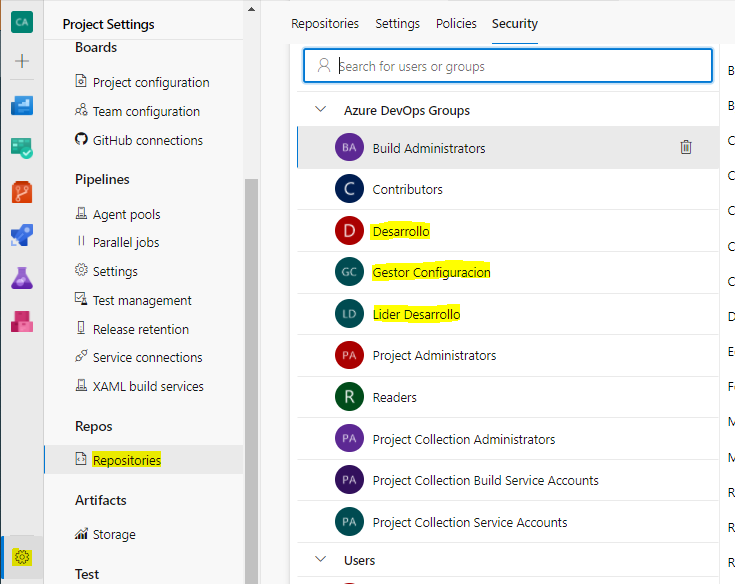 CA
Project Settings
Boards
Project configuration
Team configuration
GitHub connections
Pipelines
Agent pools
Parallel jobs
Settings
Test management
Release retention
Service connections
XAML build services
Repos
Repositories
Artifacts
Storage
Test
Repositories Settings Policies Security
Search for users or groups
Azure DevOps Groups
BA Build Administrators
C Contributors
D Desarrollo
GC Gestor Configuracion
LD Lider Desarrollo
PA Project Administrators
R Readers
PA Project Collection Administrators
PA Project Collection Build Service Accounts
PA Project Collection Service Accounts
Users
B
B
C
C
C
C
C
D
E
F
M
M
R
R
R